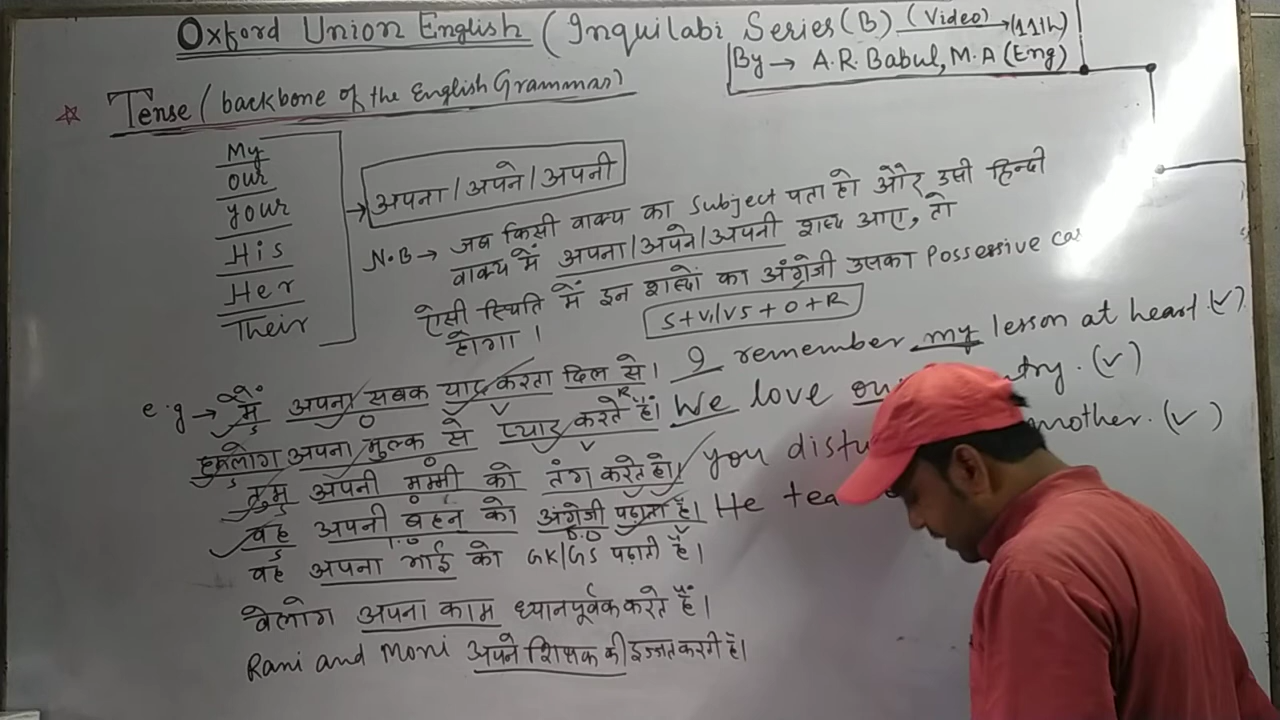 Oxford Union English (Inquilabi Series (B) (Video) → (11th)
By → A.R. Babul, M.A (Eng)
Tense (backbone of the English Grammar)
My
our
your
His
Her
Their
→ अपना / अपने / अपनी
N.B → जब किसी वाक्य का Subject पता हो और उसी हिन्दी
वाक्य में अपना/अपने/अपनी शब्द आए, तो
ऐसी स्थिति में इन शब्दों का अंग्रेजी उसका Possessive
होगा ।
S+V1/V5+O+R
e.g → मैं अपना सबक याद करता दिल से। I remember my lesson at heart. (v)
हमलोग अपना मुल्क से प्यार करते हैं। We love
(v)
तुम अपनी मम्मी को तंग करते हो। you
mother. (v)
वह अपनी बहन को अंग्रेजी पढ़ाता है। He
वह अपना भाई को GK/GS पढ़ाती है।
वेलोग अपना काम ध्यानपूर्वक करते हैं।
Rani and Moni अपने शिक्षक की इज्जत करती हैं।